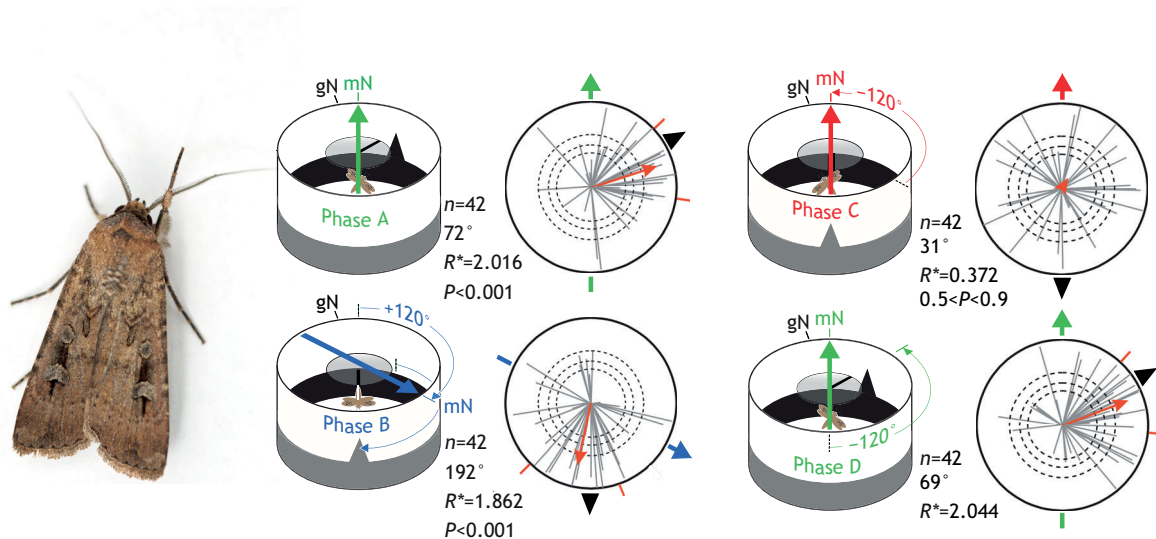 gN mN
Phase A
n=42
72°
R*=2.016
P<0.001
gN mN
−120°
Phase C
n=42
31°
R*=0.372
0.5<P<0.9
gN
+120°
mN
Phase B
n=42
192°
R*=1.862
P<0.001
gN mN
−120°
Phase D
n=42
69°
R*=2.044